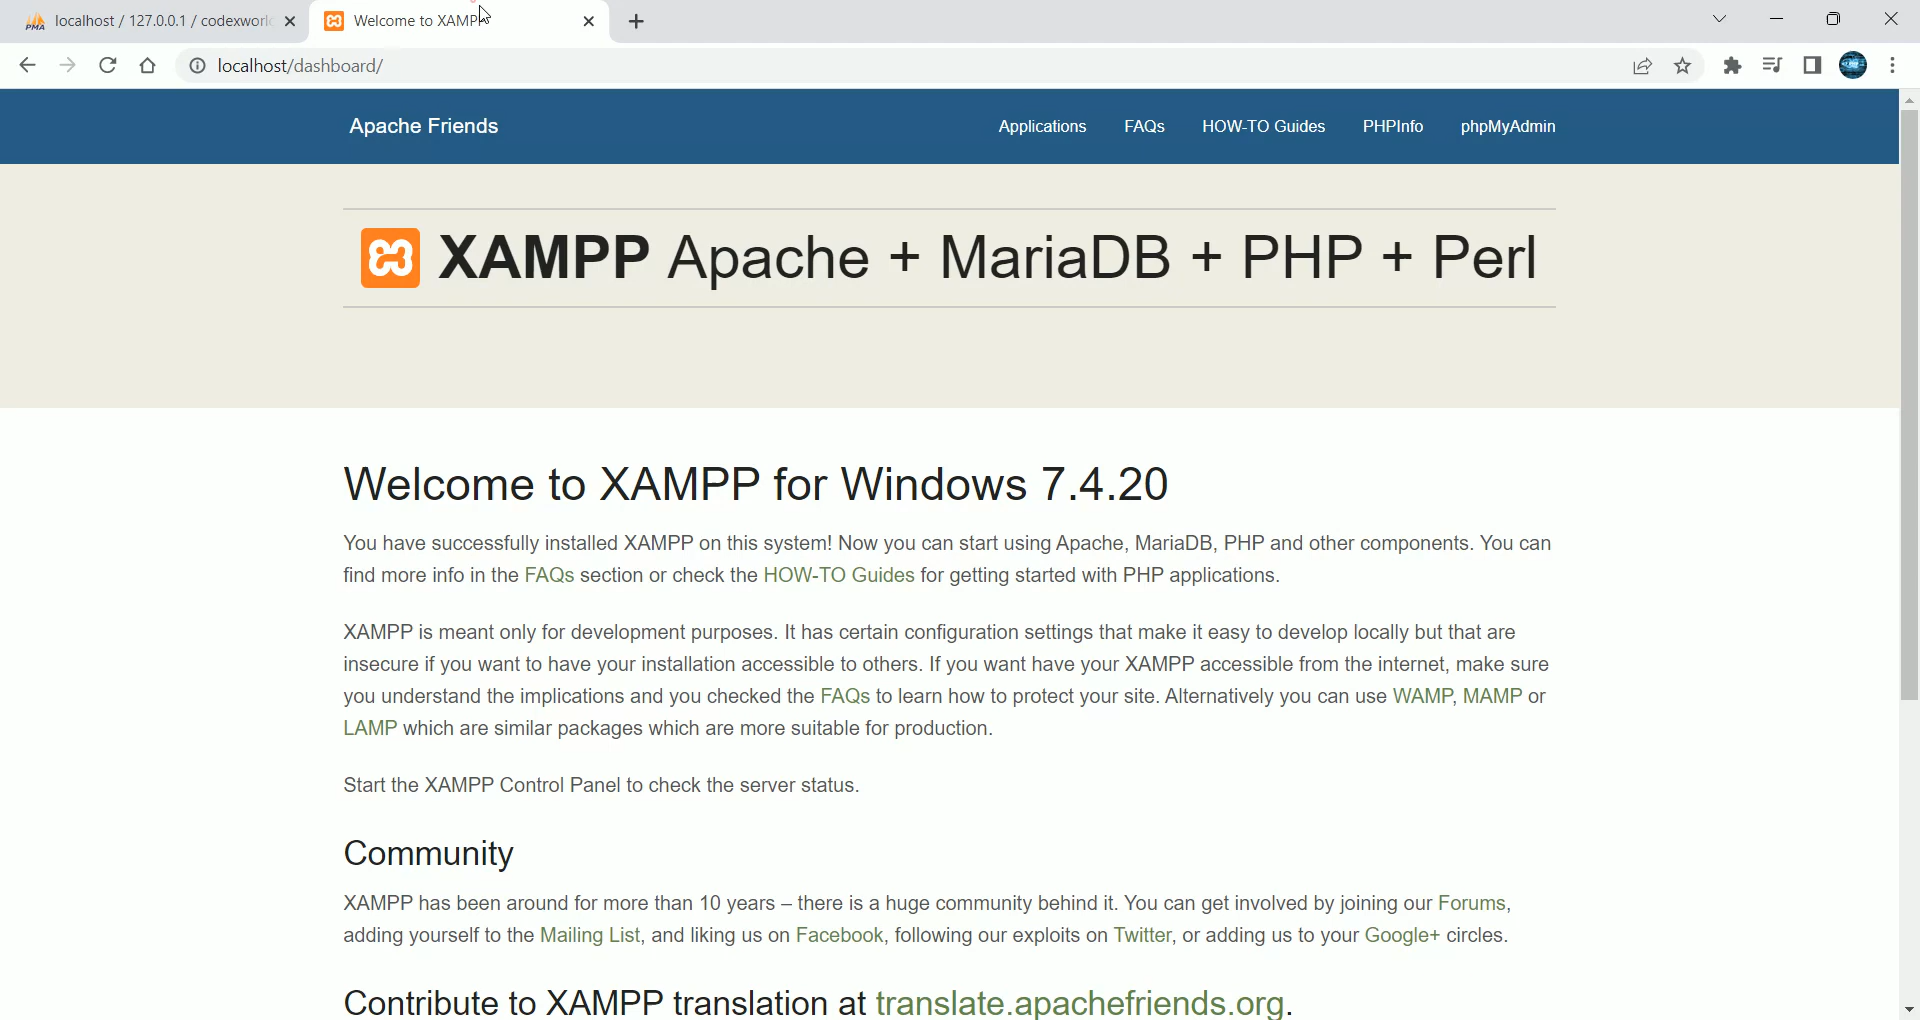 localhost / 127.0.0.1 / codexworl
Welcome to XAMPP
localhost/dashboard/
Apache Friends
Applications
FAQs
HOW-TO Guides
PHPInfo
phpMyAdmin
XAMPP Apache + MariaDB + PHP + Perl
Welcome to XAMPP for Windows 7.4.20
You have successfully installed XAMPP on this system! Now you can start using Apache, MariaDB, PHP and other components. You can
find more info in the FAQs section or check the HOW-TO Guides for getting started with PHP applications.
XAMPP is meant only for development purposes. It has certain configuration settings that make it easy to develop locally but that are
insecure if you want to have your installation accessible to others. If you want have your XAMPP accessible from the internet, make sure
you understand the implications and you checked the FAQs to learn how to protect your site. Alternatively you can use WAMP, MAMP or
LAMP which are similar packages which are more suitable for production.
Start the XAMPP Control Panel to check the server status.
Community
XAMPP has been around for more than 10 years – there is a huge community behind it. You can get involved by joining our Forums,
adding yourself to the Mailing List, and liking us on Facebook, following our exploits on Twitter, or adding us to your Google+ circles.
Contribute to XAMPP translation at translate.apachefriends.org.